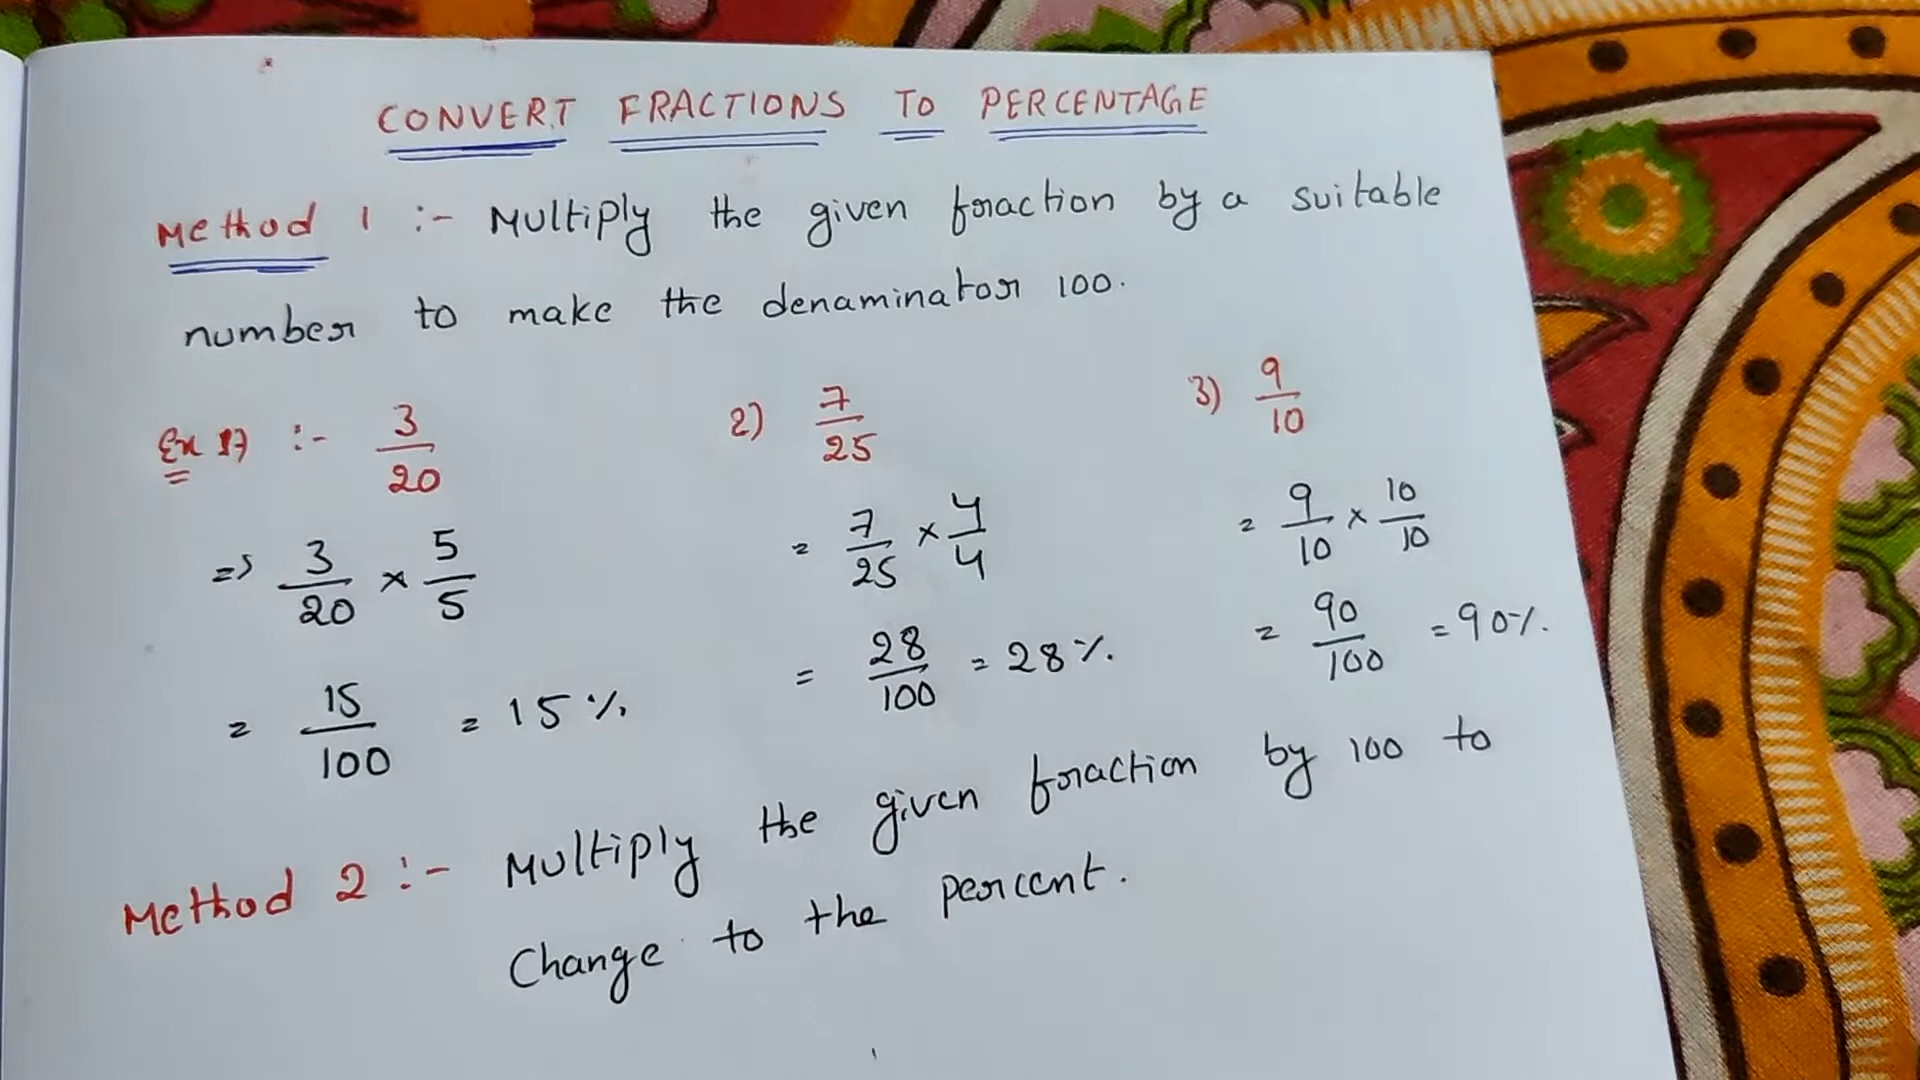 CONVERT FRACTIONS TO PERCENTAGE
Method 1 :- Multiply the given fraction by a suitable
number to make the denaminator 100.
Ex 1) :- 3/20
2) 7/25
3) 9/10
=> 3/20 × 5/5
= 7/25 × 4/4
= 9/10 × 10/10
= 15/100 = 15%
= 28/100 = 28%
= 90/100 = 90%
Method 2 :- Multiply the given fraction by 100 to
Change to the percent.